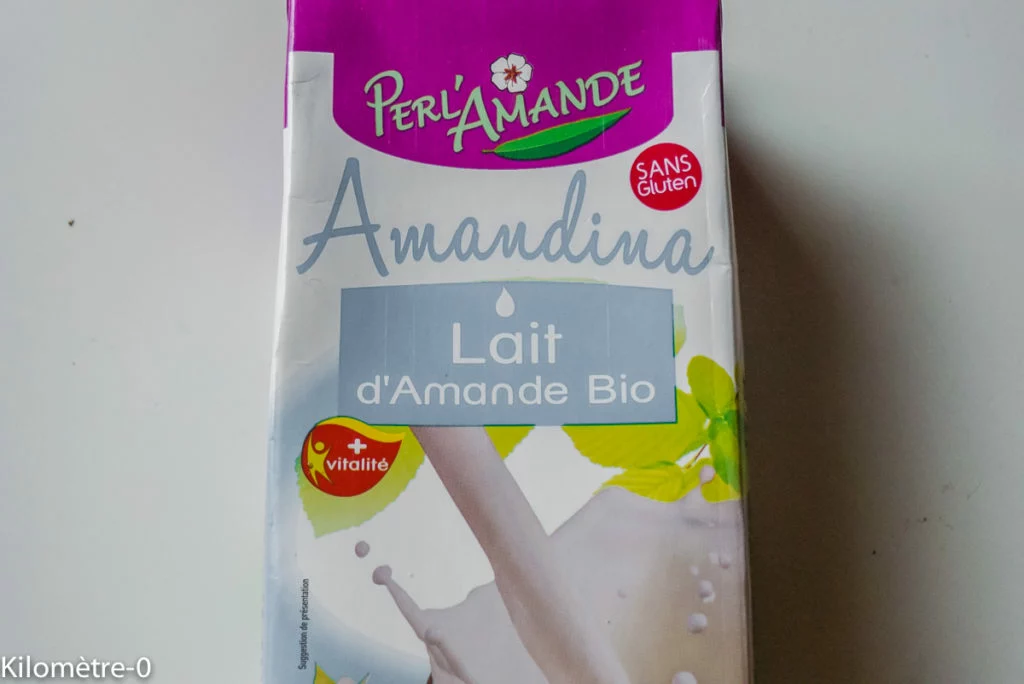 PERL'AMANDE
SANS
Gluten
Amandina
Lait
d'Amande Bio
+
vitalité
Suggestion de présentation
Kilomètre-0